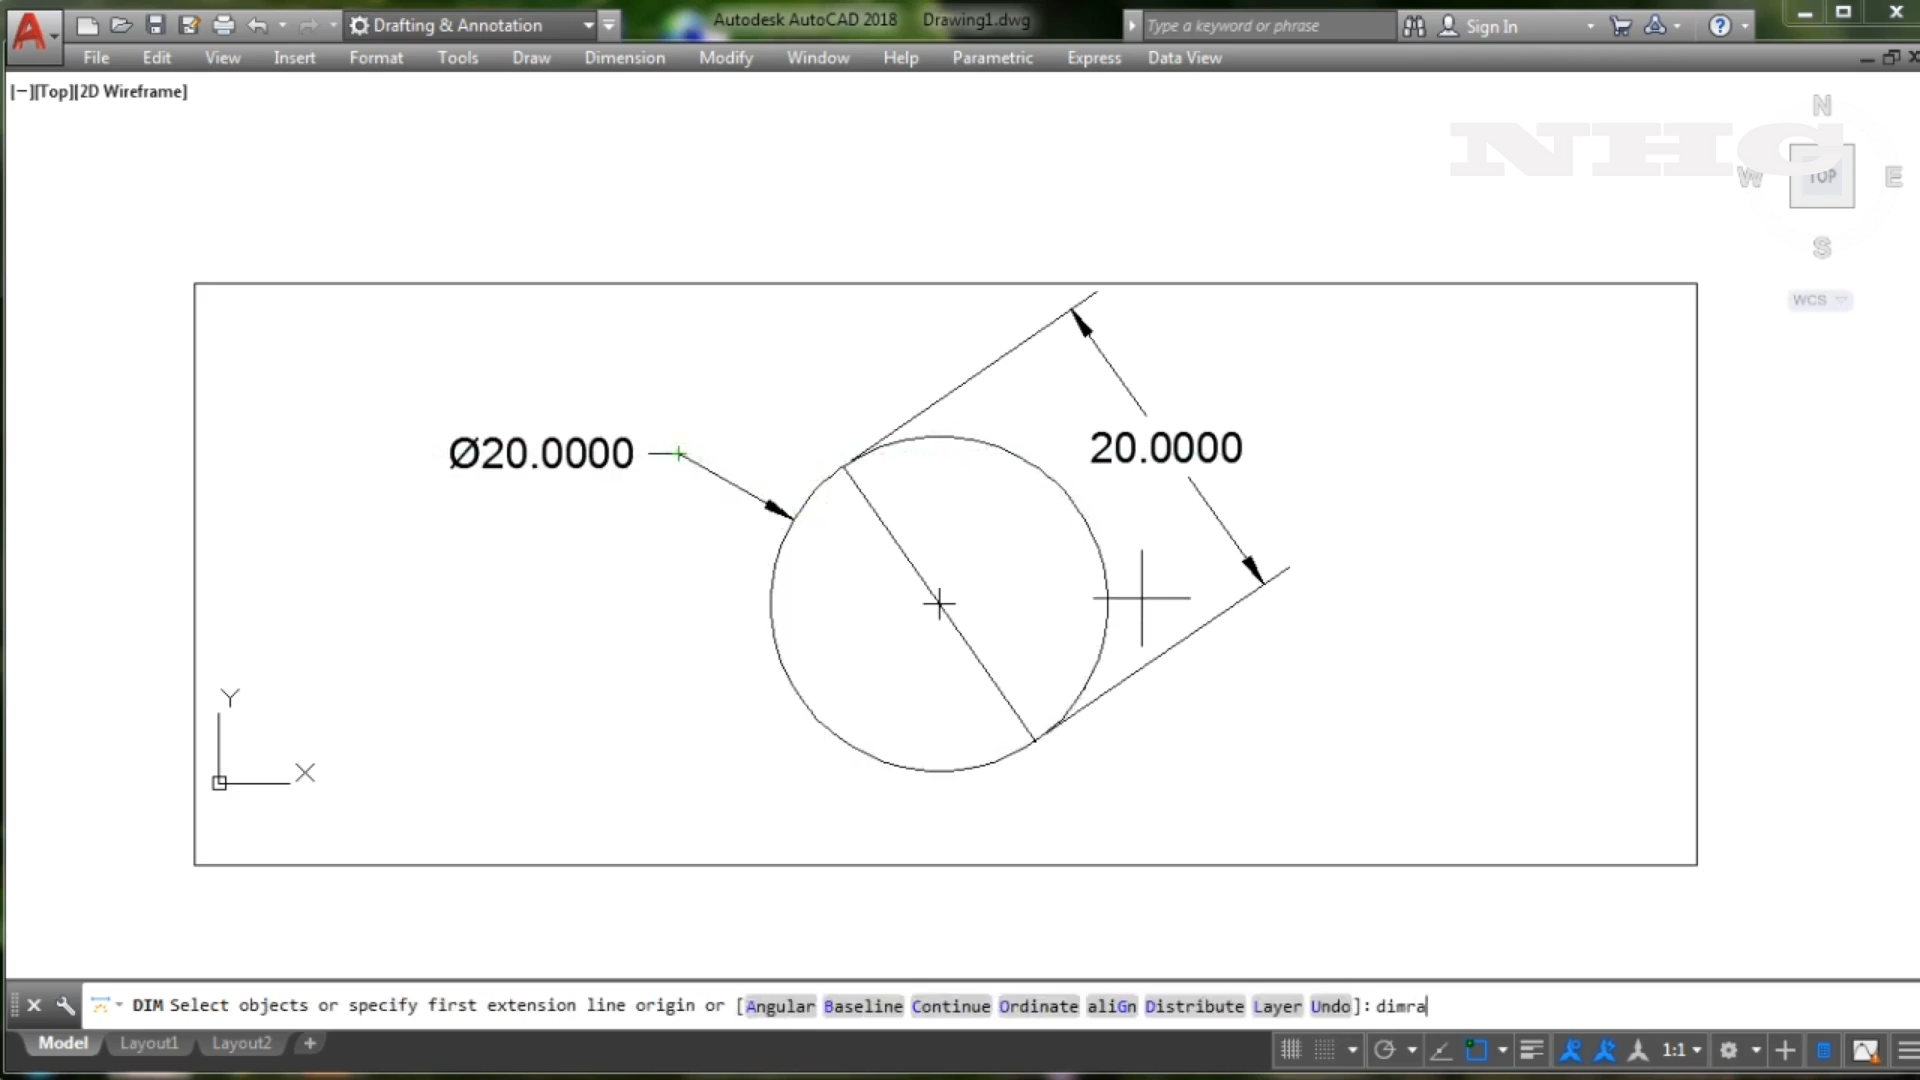 Drafting & Annotation
Autodesk AutoCAD 2018 Drawing1.dwg
Type a keyword or phrase
Sign In
File Edit View Insert Format Tools Draw Dimension Modify Window Help Parametric Express Data View
[−][Top][2D Wireframe]
NHG
N
W TOP E
S
WCS
Ø20.0000
20.0000
Y
X
DIM Select objects or specify first extension line origin or [Angular Baseline Continue Ordinate aliGn Distribute Layer Undo]: dimra
Model Layout1 Layout2 +
1:1